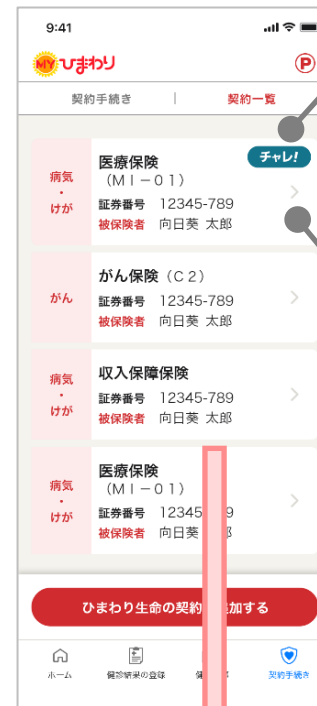 9:41
MYひまわり
P
契約手続き
契約一覧
チャレ!
病気
・
けが
医療保険
（ＭＩ－０１）
証券番号 12345-789
被保険者 向日葵 太郎
がん
がん保険（Ｃ２）
証券番号 12345-789
被保険者 向日葵 太郎
病気
・
けが
収入保障保険
証券番号 12345-789
被保険者 向日葵 太郎
病気
・
けが
医療保険
（ＭＩ－０１）
証券番号 12345 9
被保険者 向日葵
ひまわり生命の契約 加する
ホーム
健診結果の登録
契約手続き